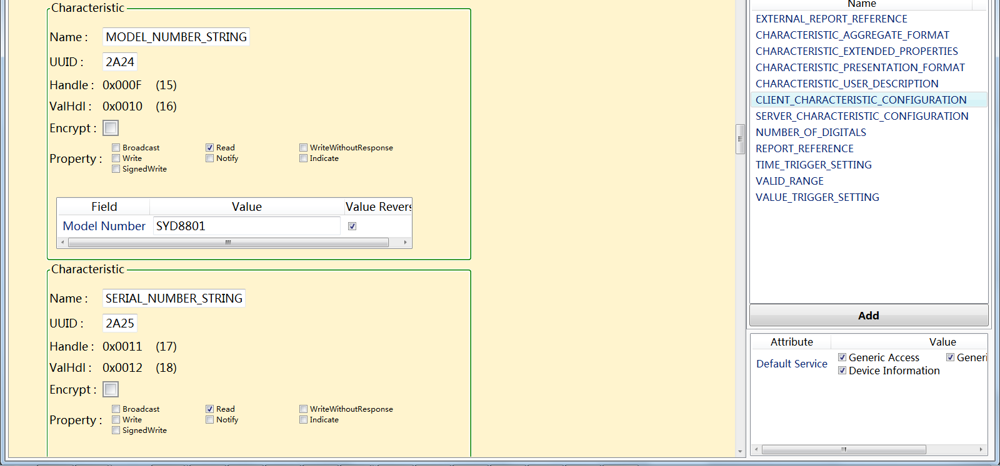 Characteristic
Name : MODEL_NUMBER_STRING
UUID : 2A24
Handle : 0x000F (15)
ValHdl : 0x0010 (16)
Encrypt :
Property :
Broadcast Read WriteWithoutResponse
Write Notify Indicate
SignedWrite
Field Value Value Revers
Model Number SYD8801
Characteristic
Name : SERIAL_NUMBER_STRING
UUID : 2A25
Handle : 0x0011 (17)
ValHdl : 0x0012 (18)
Encrypt :
Property :
Broadcast Read WriteWithoutResponse
Write Notify Indicate
SignedWrite
Name
EXTERNAL_REPORT_REFERENCE
CHARACTERISTIC_AGGREGATE_FORMAT
CHARACTERISTIC_EXTENDED_PROPERTIES
CHARACTERISTIC_PRESENTATION_FORMAT
CHARACTERISTIC_USER_DESCRIPTION
CLIENT_CHARACTERISTIC_CONFIGURATION
SERVER_CHARACTERISTIC_CONFIGURATION
NUMBER_OF_DIGITALS
REPORT_REFERENCE
TIME_TRIGGER_SETTING
VALID_RANGE
VALUE_TRIGGER_SETTING
Add
Attribute Value
Default Service
Generic Access Generi
Device Information